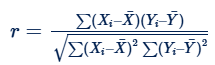 r = ∑(Xᵢ−X̄)(Yᵢ−Ȳ) / √(∑(Xᵢ−X̄)² ∑(Yᵢ−Ȳ)²)